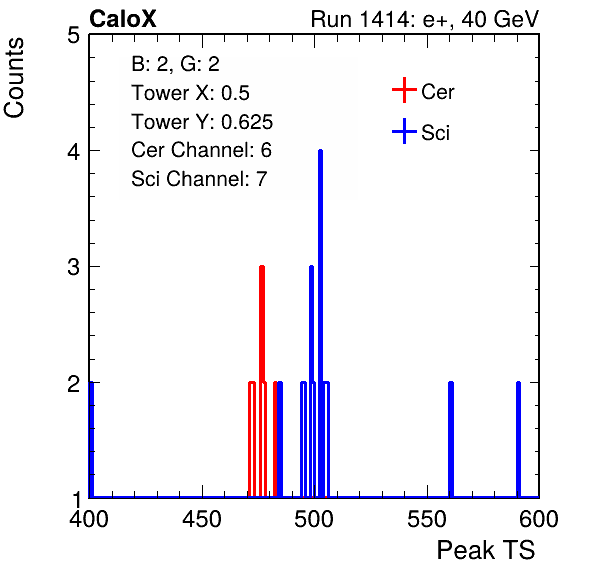 CaloX Run 1414: e+, 40 GeV
Counts
5
4
3
2
1
B: 2, G: 2
Tower X: 0.5
Tower Y: 0.625
Cer Channel: 6
Sci Channel: 7
Cer
Sci
400 450 500 550 600
Peak TS